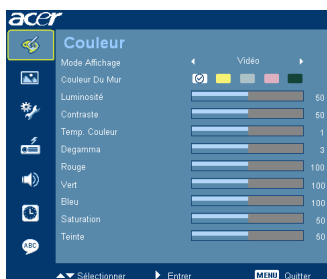 acer
Couleur
Mode Affichage Vidéo
Couleur Du Mur
Luminosité 50
Contraste 50
Temp. Couleur 1
Degamma 3
Rouge 100
Vert 100
Bleu 100
Saturation 50
Teinte 50
ABC
Sélectionner Entrer MENU Quitter